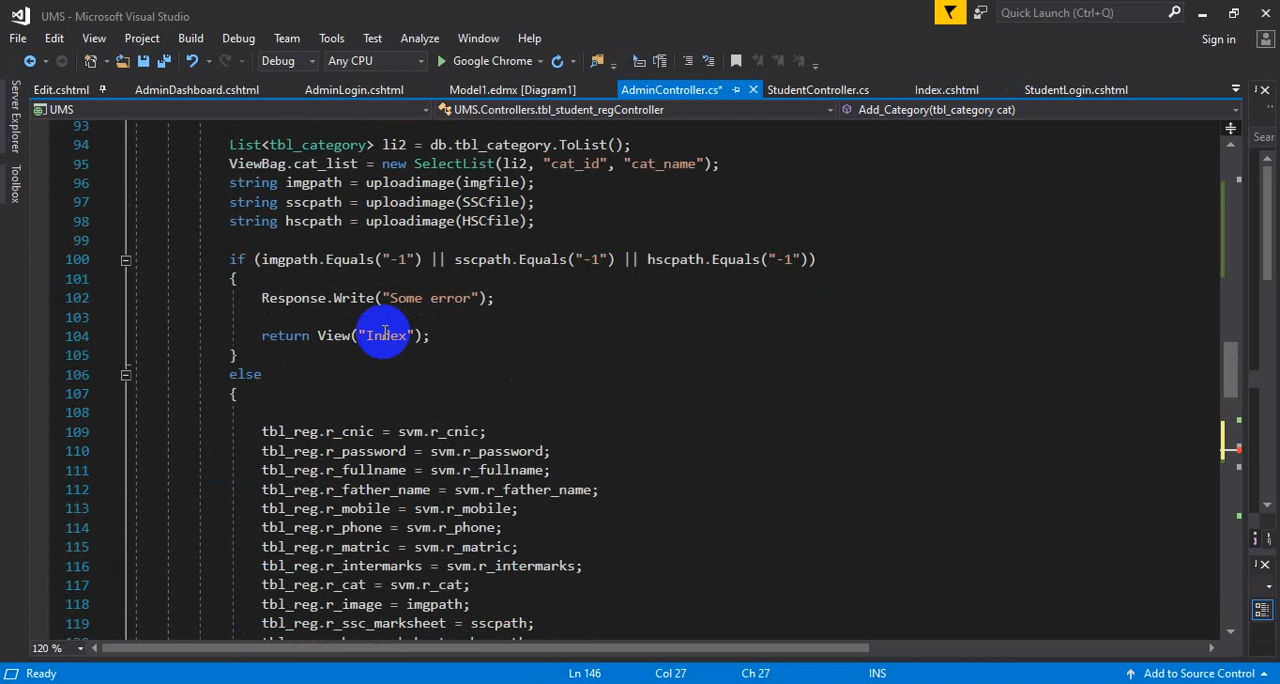 UMS - Microsoft Visual Studio
Quick Launch (Ctrl+Q)
File Edit View Project Build Debug Team Tools Test Analyze Window Help
Sign in
Debug Any CPU Google Chrome
Edit.cshtml AdminDashboard.cshtml AdminLogin.cshtml Model1.edmx [Diagram1] AdminController.cs* StudentController.cs Index.cshtml StudentLogin.cshtml
UMS UMS.Controllers.tbl_student_regController Add_Category(tbl_category cat)
Server Explorer
Toolbox
Sear
93
94 List<tbl_category> li2 = db.tbl_category.ToList();
95 ViewBag.cat_list = new SelectList(li2, "cat_id", "cat_name");
96 string imgpath = uploadimage(imgfile);
97 string sscpath = uploadimage(SSCfile);
98 string hscpath = uploadimage(HSCfile);
99
100 if (imgpath.Equals("-1") || sscpath.Equals("-1") || hscpath.Equals("-1"))
101 {
102 Response.Write("Some error");
103
104 return View("Index");
105 }
106 else
107 {
108
109 tbl_reg.r_cnic = svm.r_cnic;
110 tbl_reg.r_password = svm.r_password;
111 tbl_reg.r_fullname = svm.r_fullname;
112 tbl_reg.r_father_name = svm.r_father_name;
113 tbl_reg.r_mobile = svm.r_mobile;
114 tbl_reg.r_phone = svm.r_phone;
115 tbl_reg.r_matric = svm.r_matric;
116 tbl_reg.r_intermarks = svm.r_intermarks;
117 tbl_reg.r_cat = svm.r_cat;
118 tbl_reg.r_image = imgpath;
119 tbl_reg.r_ssc_marksheet = sscpath;
120 %
Ready Ln 146 Col 27 Ch 27 INS Add to Source Control